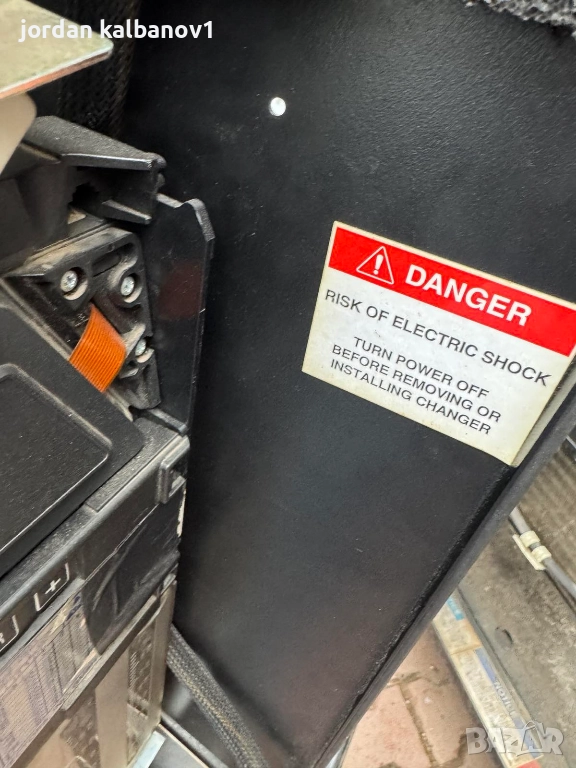 jordan kalbanov1
DANGER
RISK OF ELECTRIC SHOCK
TURN POWER OFF
BEFORE REMOVING OR
INSTALLING CHANGER
[+]
BAZAR